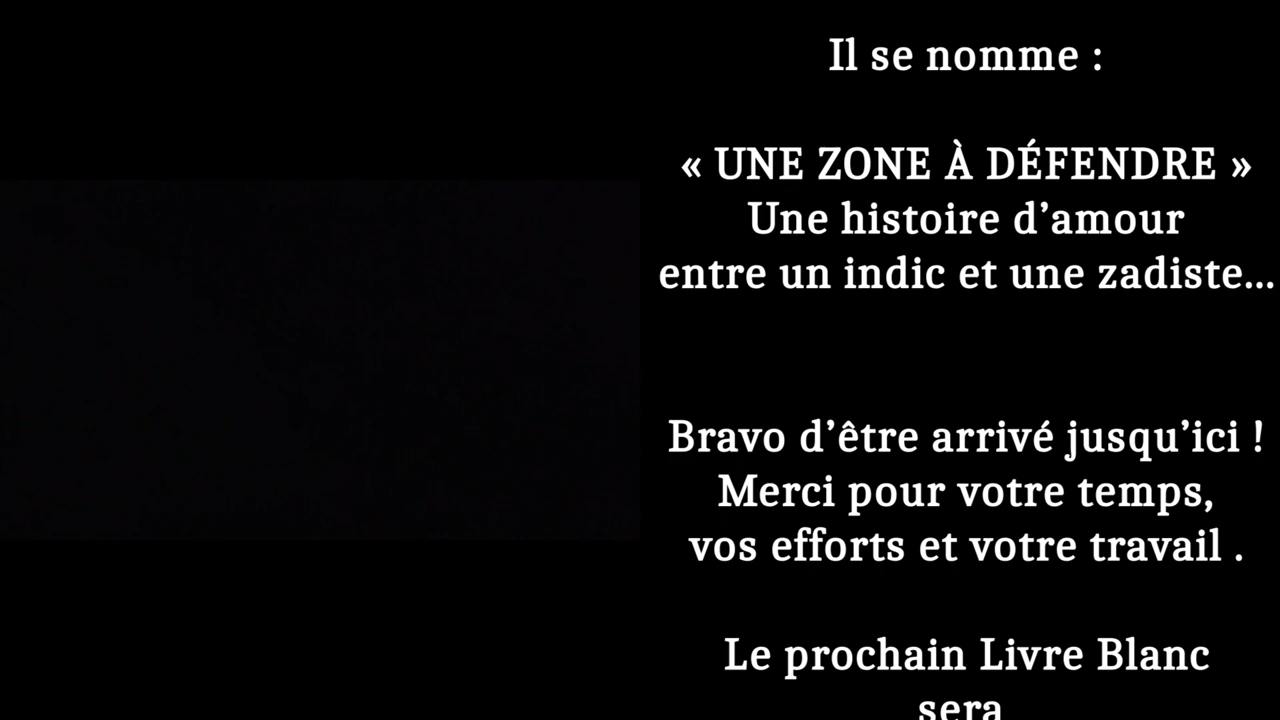 Il se nomme :
« UNE ZONE À DÉFENDRE »
Une histoire d’amour
entre un indic et une zadiste...
Bravo d’être arrivé jusqu’ici !
Merci pour votre temps,
vos efforts et votre travail .
Le prochain Livre Blanc
sera